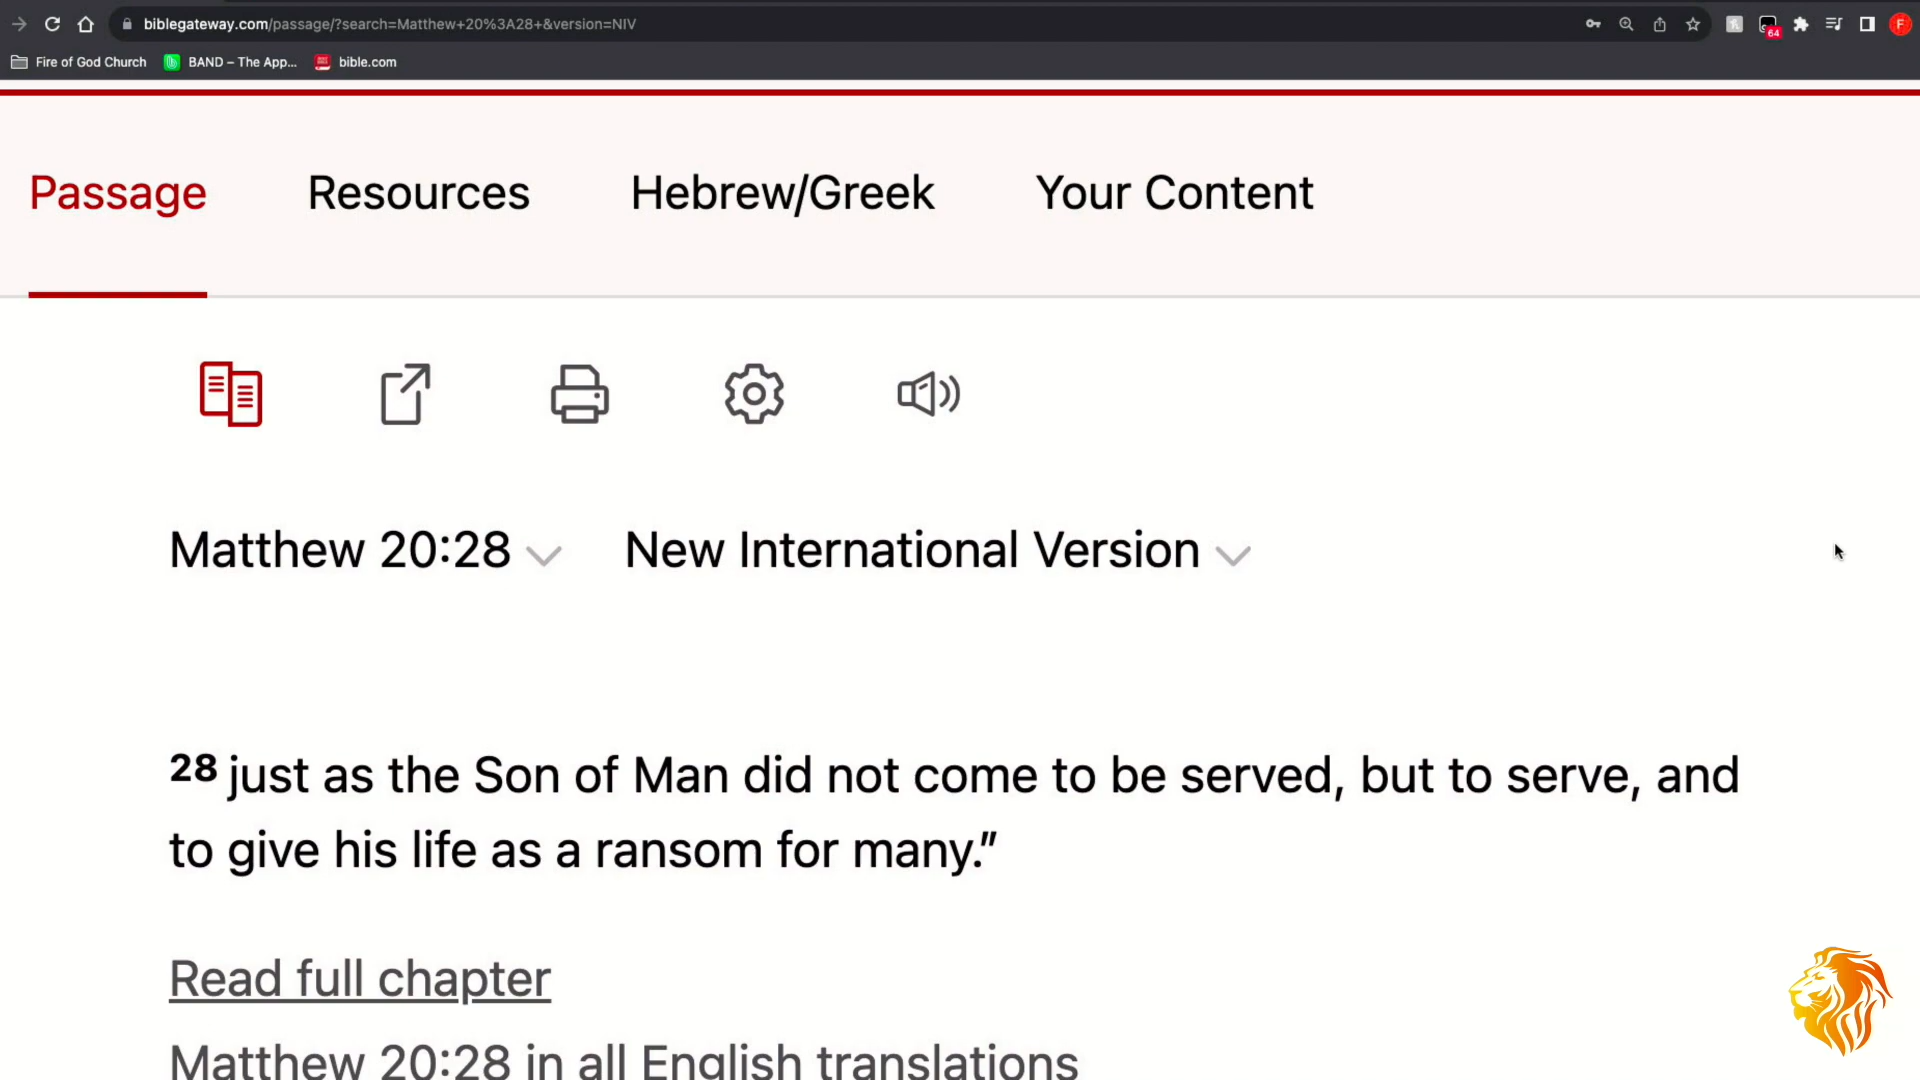 biblegateway.com/passage/?search=Matthew+20%3A28+&version=NIV
64
F
Fire of God Church
BAND – The App...
bible.com
Passage
Resources
Hebrew/Greek
Your Content
Matthew 20:28
New International Version
28 just as the Son of Man did not come to be served, but to serve, and
to give his life as a ransom for many.”
Read full chapter
Matthew 20:28 in all English translations